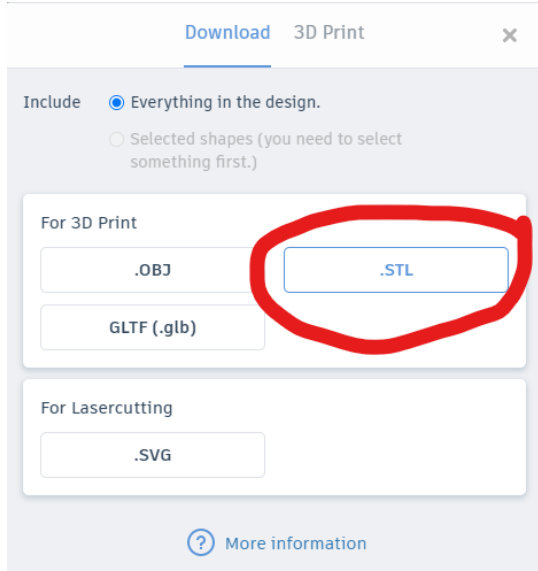 Download 3D Print ×
Include Everything in the design.
Selected shapes (you need to select
something first.)
For 3D Print
.OBJ .STL
GLTF (.glb)
For Lasercutting
.SVG
? More information